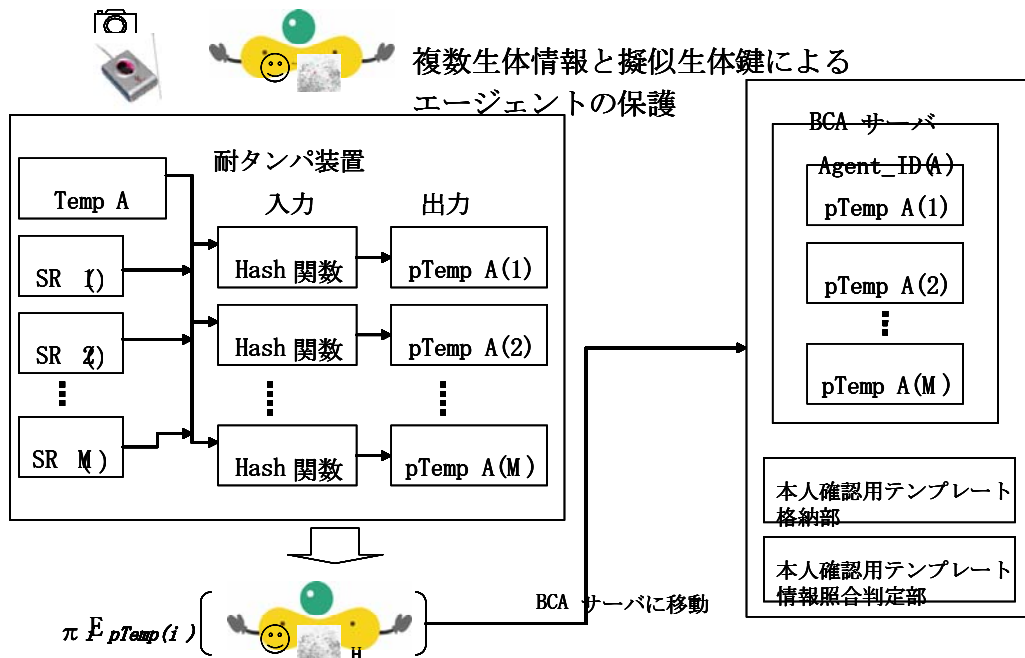 複数生体情報と擬似生体鍵による
エージェントの保護
耐タンパ装置
入力
出力
Temp A
SR (1)
SR (2)
SR (M)
Hash 関数
pTemp A(1)
Hash 関数
pTemp A(2)
Hash 関数
pTemp A(M)
BCA サーバ
Agent_ID(A)
pTemp A(1)
pTemp A(2)
pTemp A(M)
本人確認用テンプレート
格納部
本人確認用テンプレート
情報照合判定部
BCA サーバに移動
π E pTemp(i)
H